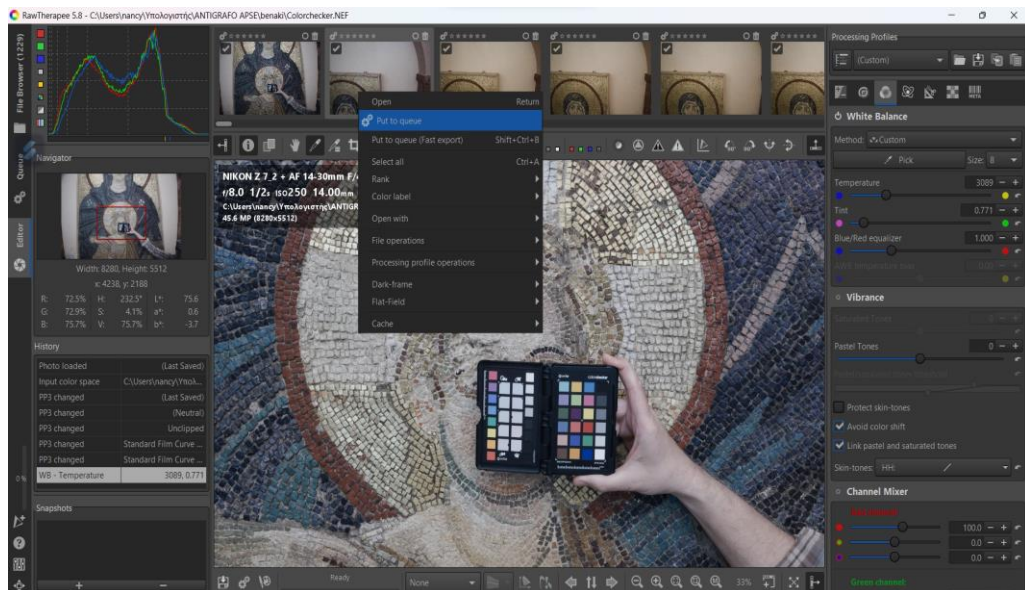 RawTherapee 5.8 - C:\Users\nancy\Υπολογιστής\ANTIGRAFO APSE\benaki\Colorchecker.NEF
File Browser (1229)
Queue
Editor
Navigator
Width: 8280, Height: 5512
x: 4238, y: 2188
R: 72.5% H: 232.5° L*: 75.6
G: 72.9% S: 4.1% a*: 0.6
B: 75.7% V: 75.7% b*: -3.7
History
Photo loaded (Last Saved)
Input color space C:\Users\nancy\Υπολ...
PP3 changed (Last Saved)
PP3 changed (Neutral)
PP3 changed Unclipped
PP3 changed Standard Film Curve ...
PP3 changed Standard Film Curve ...
WB - Temperature 3089, 0.771
Snapshots
NIKON Z 7_2 + AF 14-30mm F/4
f/8.0 1/2s ISO250 14.00mm
C:\Users\nancy\Υπολογιστής\ANTIGR
45.6 MP (8280x5512)
Open Return
Put to queue
Put to queue (Fast export) Shift+Ctrl+B
Select all Ctrl+A
Rank
Color label
Open with
File operations
Processing profile operations
Dark-frame
Flat-Field
Cache
Ready
None
33%
Processing Profiles
(Custom)
META
White Balance
Method: Custom
Pick Size: 8
Temperature 3089
Tint 0.771
Blue/Red equalizer 1.000
Vibrance
Saturated Tones 0
Pastel Tones 0
Protect skin-tones
Avoid color shift
Link pastel and saturated tones
Skin-tones: HH:
Channel Mixer
Red channel:
100.0
0.0
0.0
Green channel: